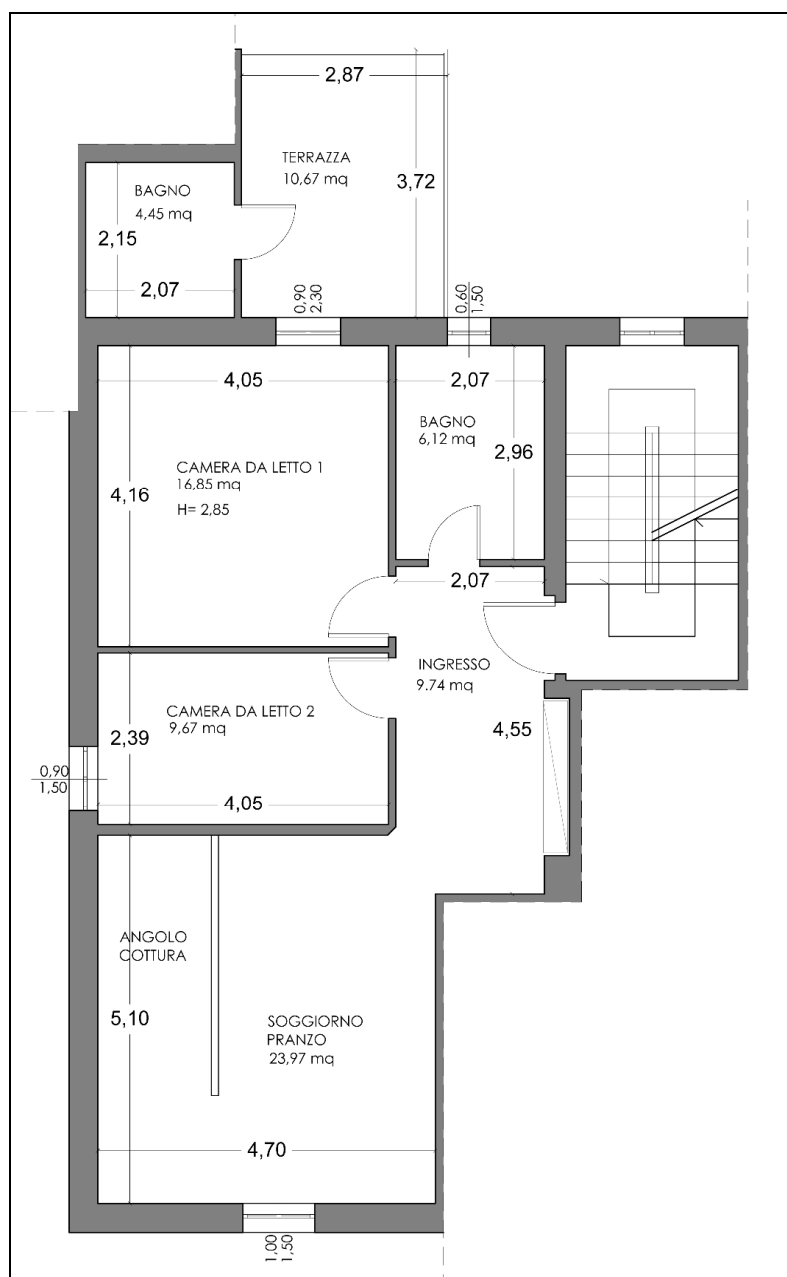 2,87
TERRAZZA
10,67 mq
3,72
BAGNO
4,45 mq
2,15
2,07
0,90
2,30
0,60
1,50
4,05
2,07
BAGNO
6,12 mq
2,96
CAMERA DA LETTO 1
16,85 mq
H= 2,85
4,16
2,07
INGRESSO
9.74 mq
CAMERA DA LETTO 2
9,67 mq
2,39
4,55
0,90
1,50
4,05
ANGOLO
COTTURA
5,10
SOGGIORNO
PRANZO
23,97 mq
4,70
1,00
1,50